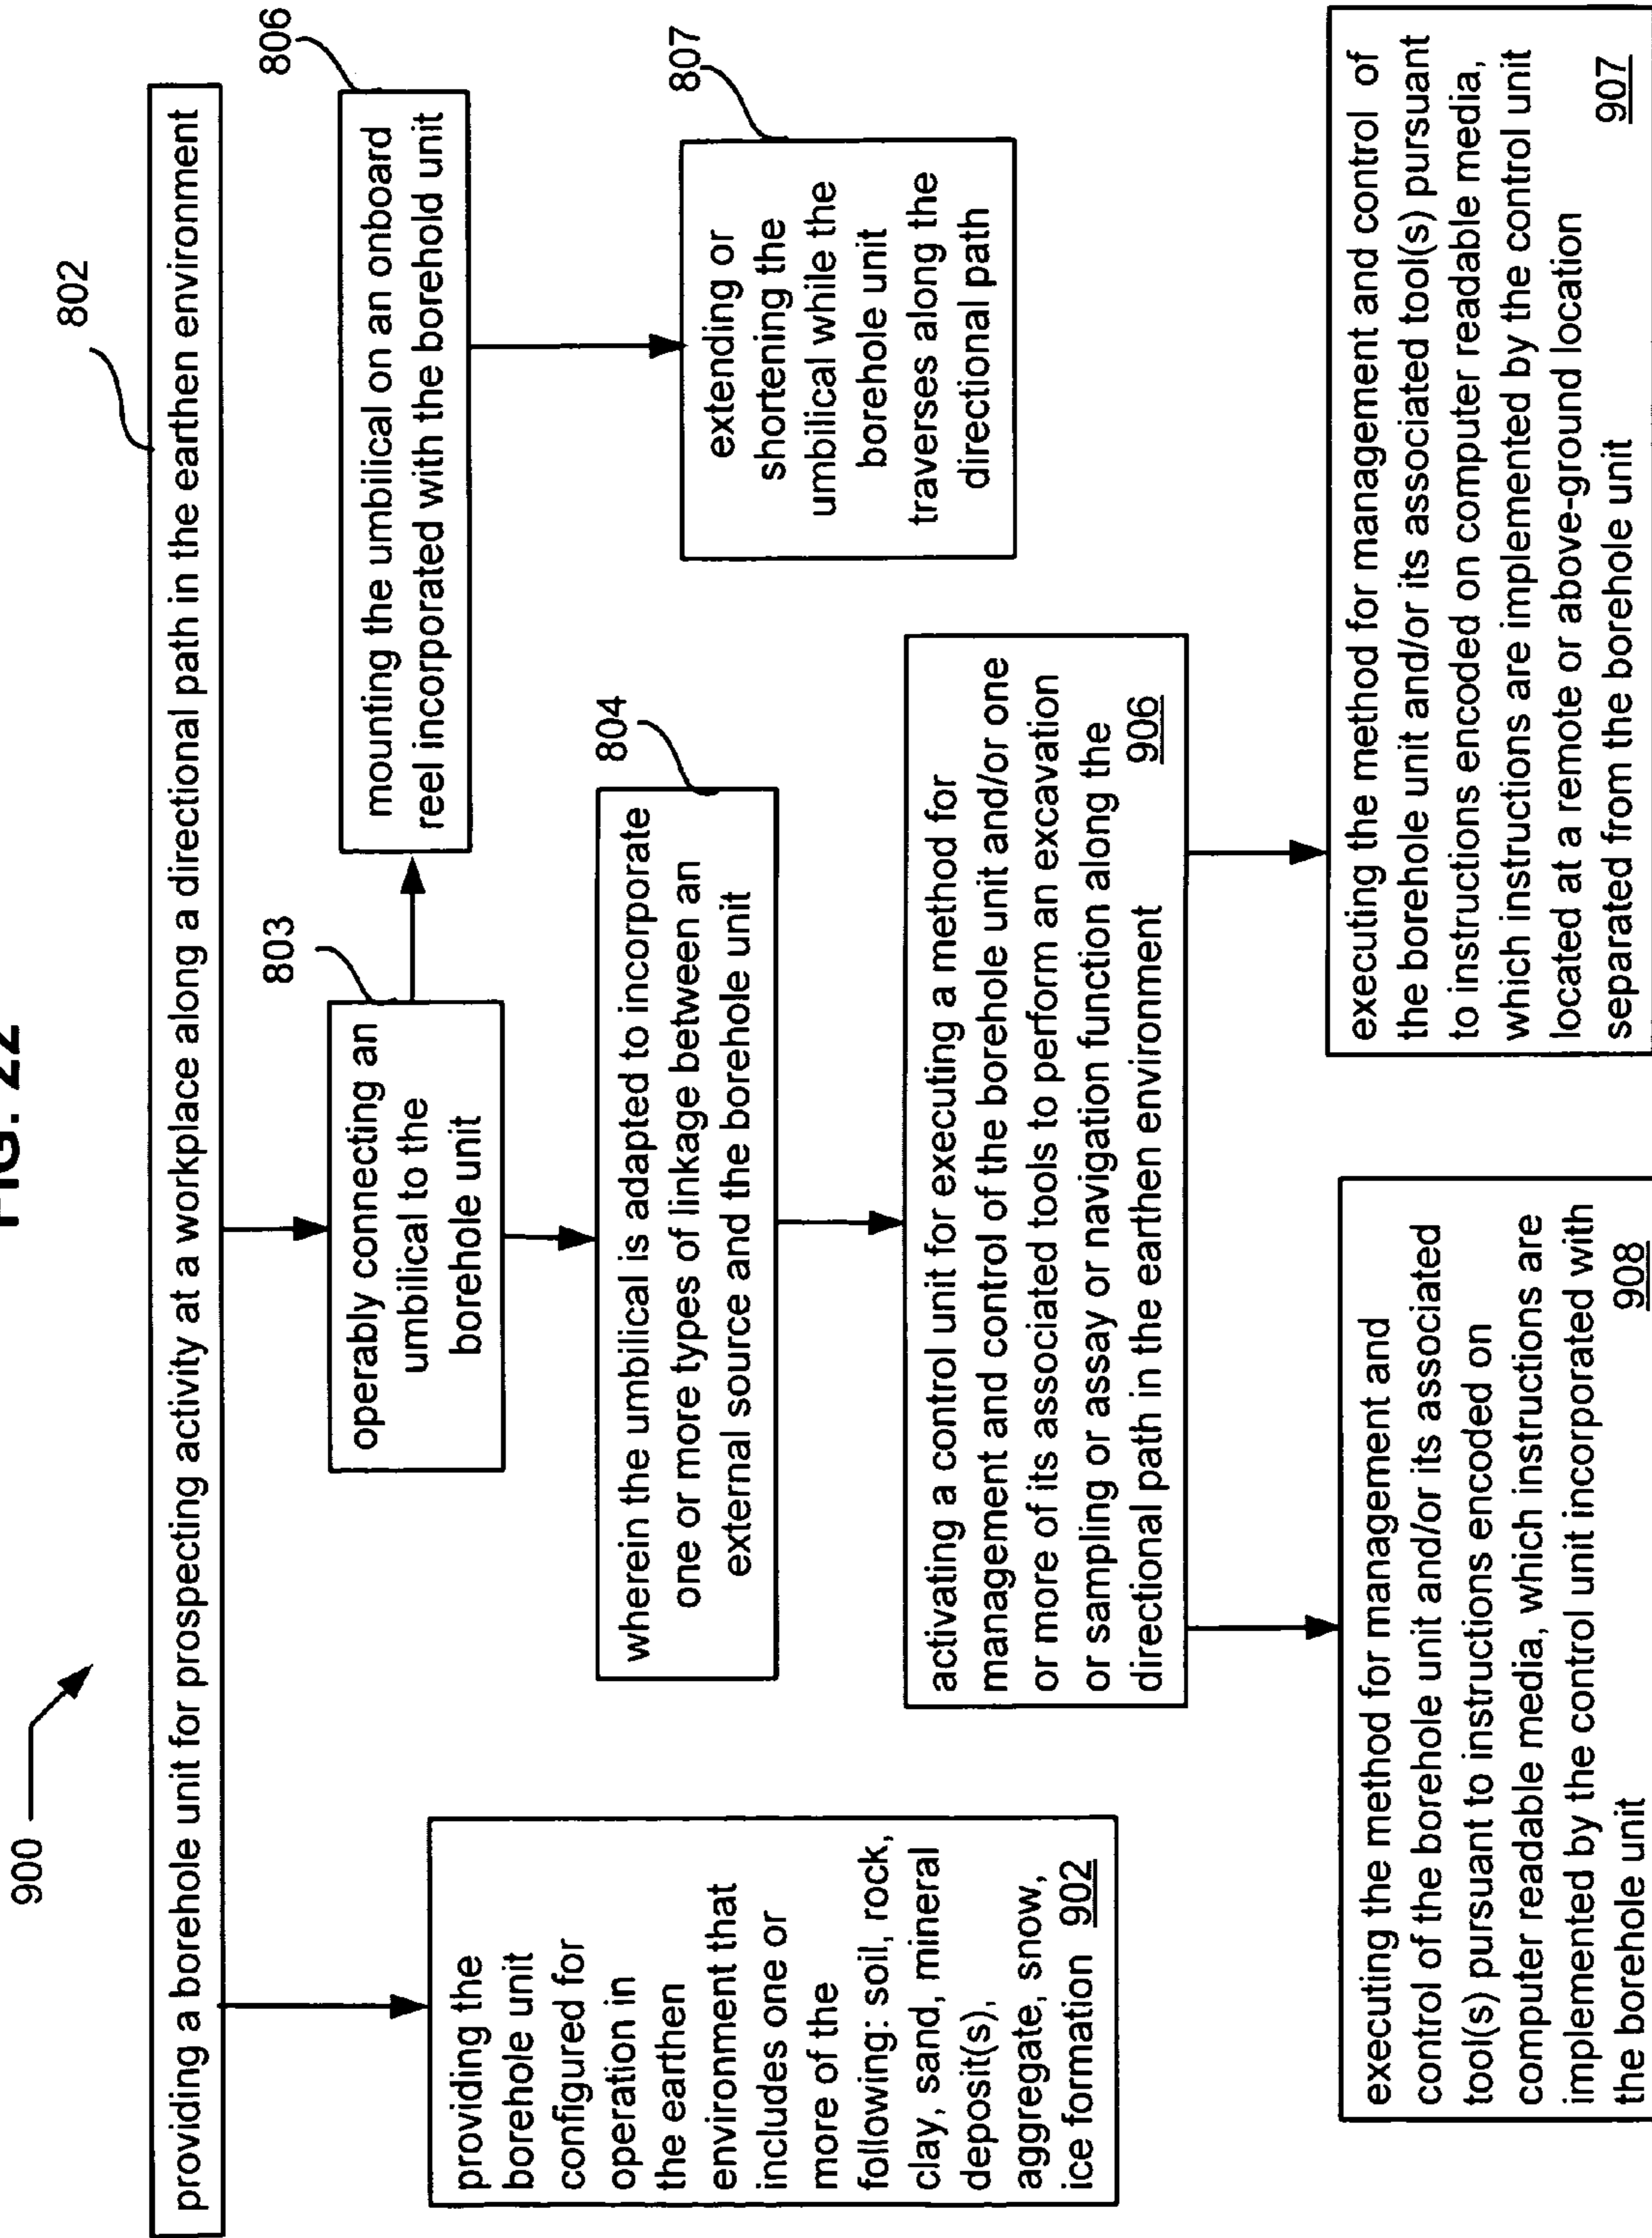 FIG. 22
900
802
providing a borehole unit for prospecting activity at a workplace along a directional path in the earthen environment
803
operably connecting an
umbilical to the
borehole unit
806
mounting the umbilical on an onboard
reel incorporated with the borehold unit
807
extending or
shortening the
umbilical while the
borehole unit
traverses along the
directional path
804
wherein the umbilical is adapted to incorporate
one or more types of linkage between an
external source and the borehole unit
providing the
borehole unit
configured for
operation in
the earthen
environment that
includes one or
more of the
following: soil, rock,
clay, sand, mineral
deposit(s),
aggregate, snow,
ice formation 902
activating a control unit for executing a method for
management and control of the borehole unit and/or one
or more of its associated tools to perform an excavation
or sampling or assay or navigation function along the
directional path in the earthen environment 906
executing the method for management and
control of the borehole unit and/or its associated
tool(s) pursuant to instructions encoded on
computer readable media, which instructions are
implemented by the control unit incorporated with
the borehole unit 908
executing the method for management and control of
the borehole unit and/or its associated tool(s) pursuant
to instructions encoded on computer readable media,
which instructions are implemented by the control unit
located at a remote or above-ground location
separated from the borehole unit 907